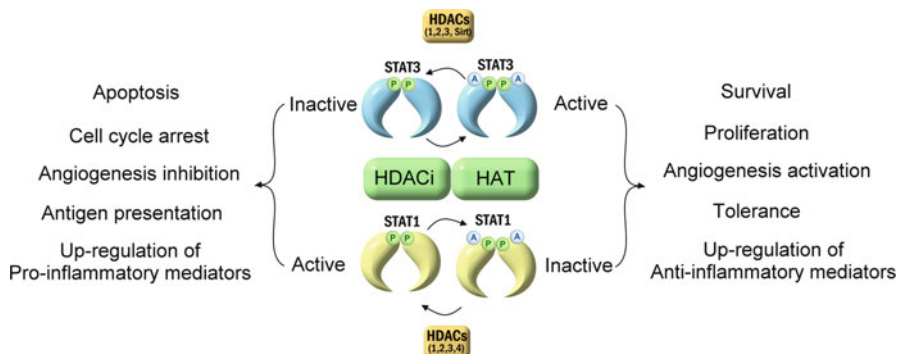 HDACs
(1,2,3, Sirt)
STAT3
STAT3
P P
A P P A
Inactive
Active
Apoptosis
Cell cycle arrest
Angiogenesis inhibition
Antigen presentation
Up-regulation of
Pro-inflammatory mediators
Survival
Proliferation
Angiogenesis activation
Tolerance
Up-regulation of
Anti-inflammatory mediators
HDACi
HAT
STAT1
STAT1
P P
A P P A
Active
Inactive
HDACs
(1,2,3,4)